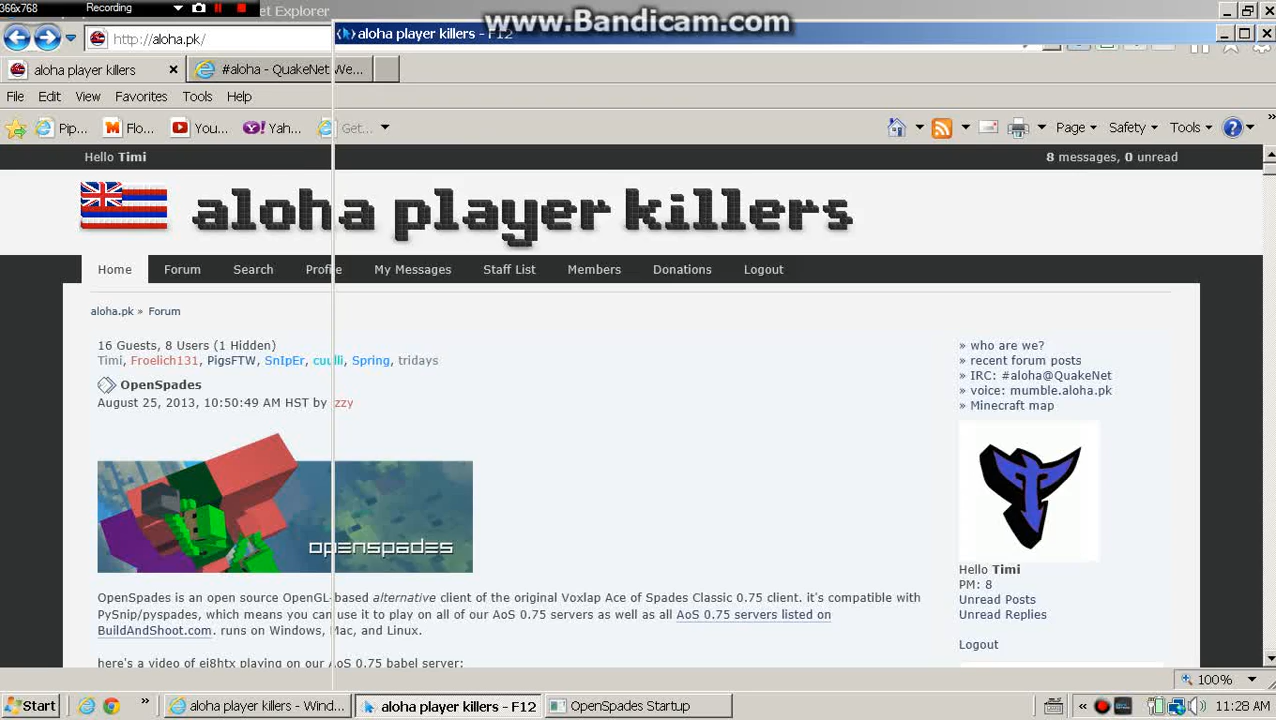 366x768 Recording et Explorer
www.Bandicam.com
aloha player killers - F12
http://aloha.pk/
aloha player killers
#aloha - QuakeNet We...
File Edit View Favorites Tools Help
Pip... Flo... You... Yah... Get...
Page Safety Tools
Hello Timi
8 messages, 0 unread
aloha player killers
Home Forum Search Profile My Messages Staff List Members Donations Logout
aloha.pk » Forum
16 Guests, 8 Users (1 Hidden)
Timi, Froelich131, PigsFTW, SnIpEr, cuulli, Spring, tridays
OpenSpades
August 25, 2013, 10:50:49 AM HST by izzy
openspades
OpenSpades is an open source OpenGL-based alternative client of the original Voxlap Ace of Spades Classic 0.75 client. it's compatible with
PySnip/pyspades, which means you can use it to play on all of our AoS 0.75 servers as well as all AoS 0.75 servers listed on
BuildAndShoot.com. runs on Windows, Mac, and Linux.
here's a video of ei8htx playing on our AoS 0.75 babel server:
» who are we?
» recent forum posts
» IRC: #aloha@QuakeNet
» voice: mumble.aloha.pk
» Minecraft map
Hello Timi
PM: 8
Unread Posts
Unread Replies
Logout
100%
Start
aloha player killers - Wind...
aloha player killers - F12
OpenSpades Startup
11:28 AM